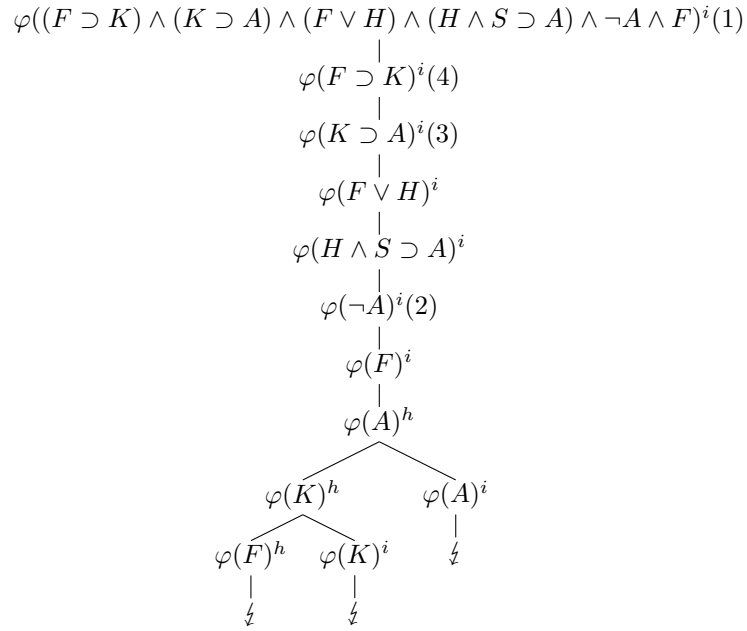 φ((F ⊃ K) ∧ (K ⊃ A) ∧ (F ∨ H) ∧ (H ∧ S ⊃ A) ∧ ¬A ∧ F)ⁱ(1)
φ(F ⊃ K)ⁱ(4)
φ(K ⊃ A)ⁱ(3)
φ(F ∨ H)ⁱ
φ(H ∧ S ⊃ A)ⁱ
φ(¬A)ⁱ(2)
φ(F)ⁱ
φ(A)ʰ
φ(K)ʰ φ(A)ⁱ
φ(F)ʰ φ(K)ⁱ ↯
↯ ↯